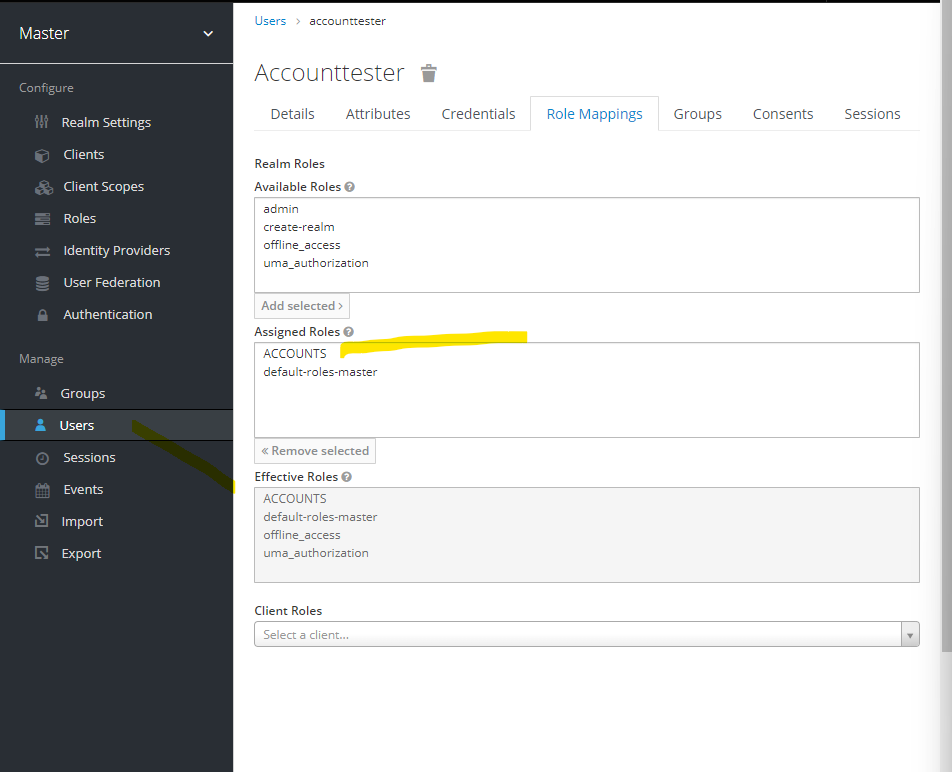 Master
Configure
Realm Settings
Clients
Client Scopes
Roles
Identity Providers
User Federation
Authentication
Manage
Groups
Users
Sessions
Events
Import
Export
Users > accounttester
Accounttester
Details Attributes Credentials Role Mappings Groups Consents Sessions
Realm Roles
Available Roles ?
admin
create-realm
offline_access
uma_authorization
Add selected >
Assigned Roles ?
ACCOUNTS
default-roles-master
« Remove selected
Effective Roles ?
ACCOUNTS
default-roles-master
offline_access
uma_authorization
Client Roles
Select a client...